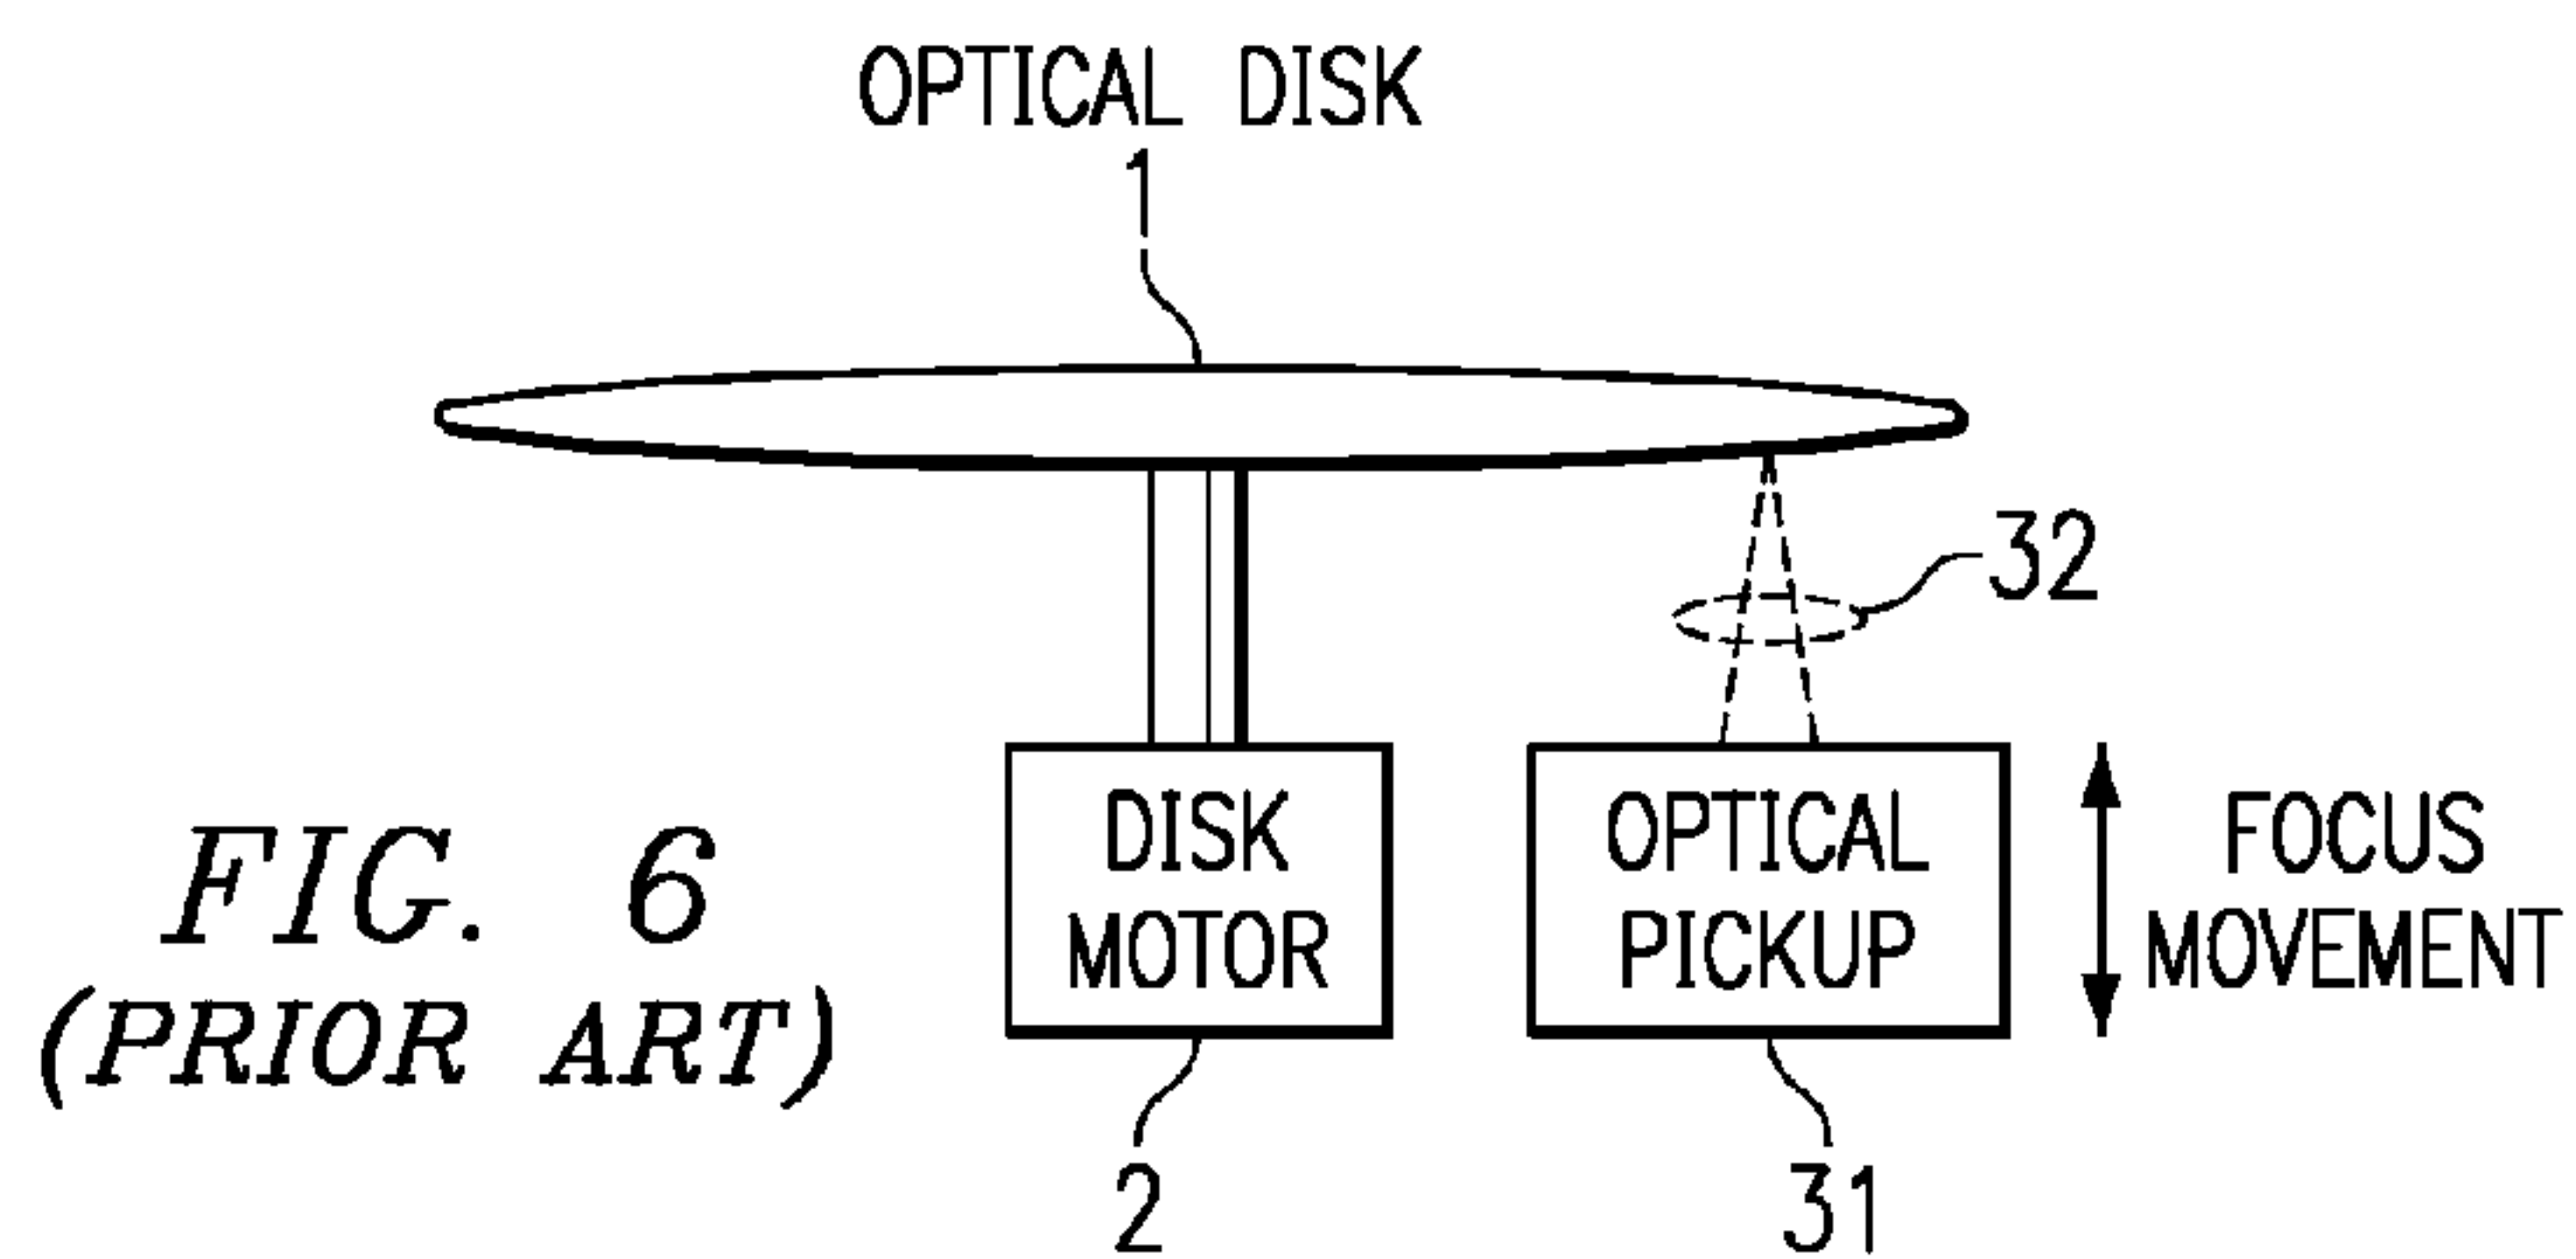 OPTICAL DISK
1
32
DISK
MOTOR
OPTICAL
PICKUP
FOCUS
MOVEMENT
2
31
FIG. 6
(PRIOR ART)